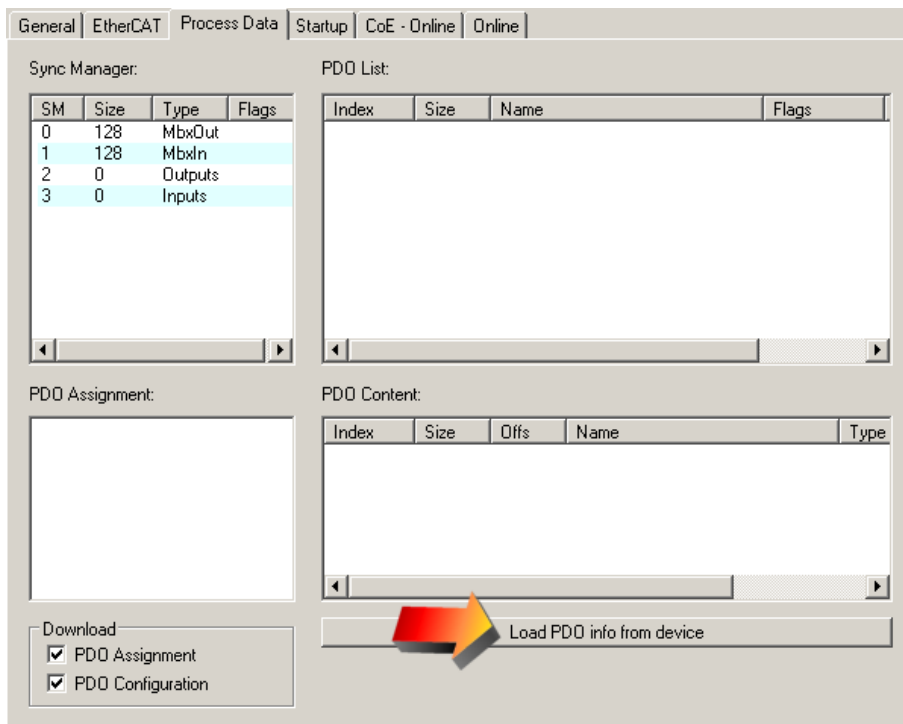 General EtherCAT Process Data Startup CoE - Online Online
Sync Manager:
SM Size Type Flags
0 128 MbxOut
1 128 MbxIn
2 0 Outputs
3 0 Inputs
PDO List:
Index Size Name Flags
PDO Assignment:
PDO Content:
Index Size Offs Name Type
Download
PDO Assignment
PDO Configuration
Load PDO info from device